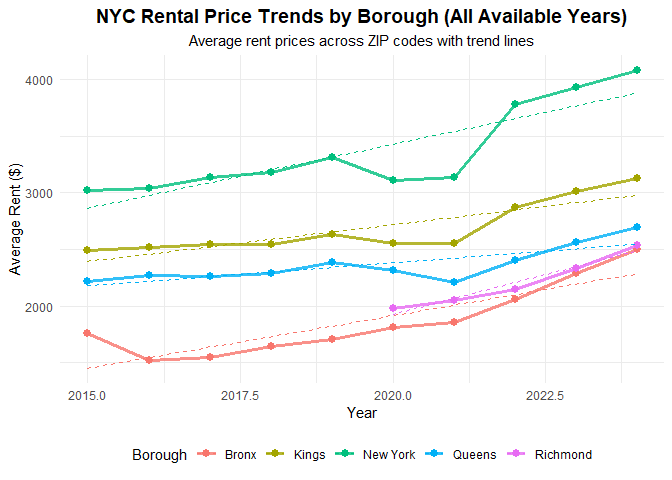 NYC Rental Price Trends by Borough (All Available Years)
Average rent prices across ZIP codes with trend lines
Average Rent ($)
4000
3000
2000
2015.0 2017.5 2020.0 2022.5
Year
Borough Bronx Kings New York Queens Richmond